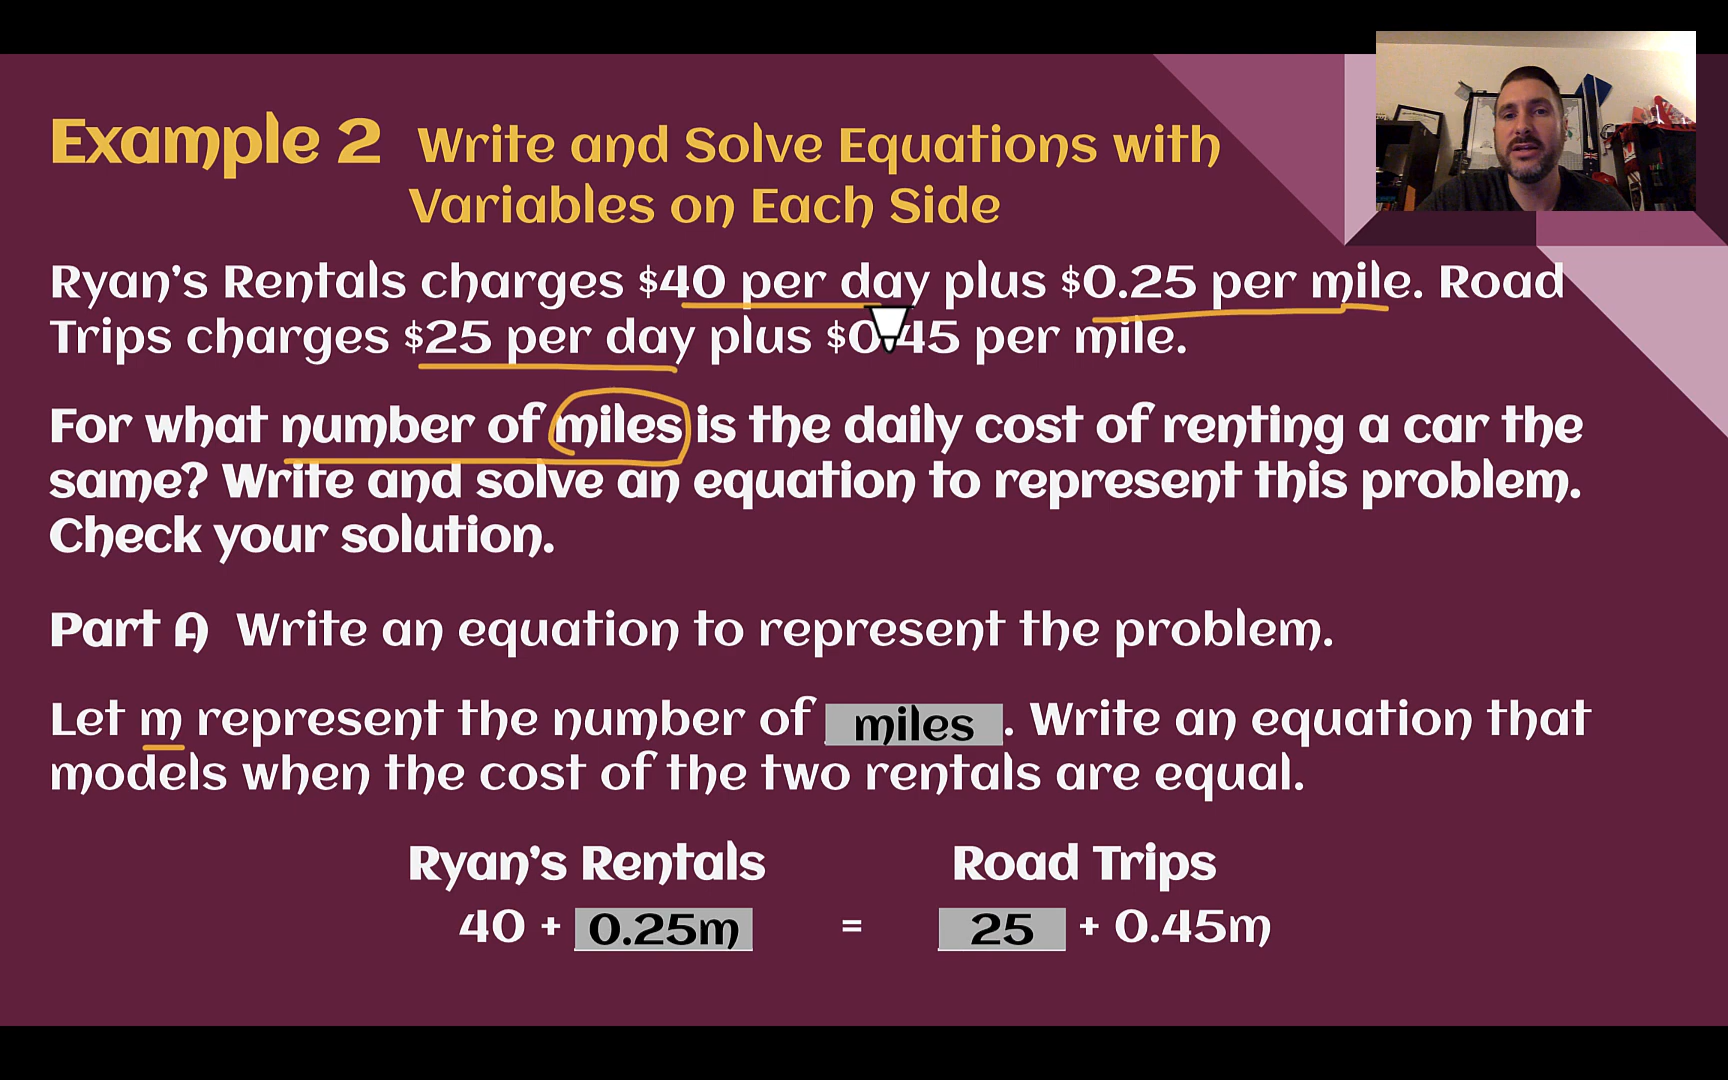 Example 2 Write and Solve Equations with
Variables on Each Side
Ryan's Rentals charges $40 per day plus $0.25 per mile. Road
Trips charges $25 per day plus $0.45 per mile.
For what number of miles is the daily cost of renting a car the
same? Write and solve an equation to represent this problem.
Check your solution.
Part A Write an equation to represent the problem.
Let m represent the number of miles. Write an equation that
models when the cost of the two rentals are equal.
Ryan's Rentals Road Trips
40 + 0.25m = 25 + 0.45m